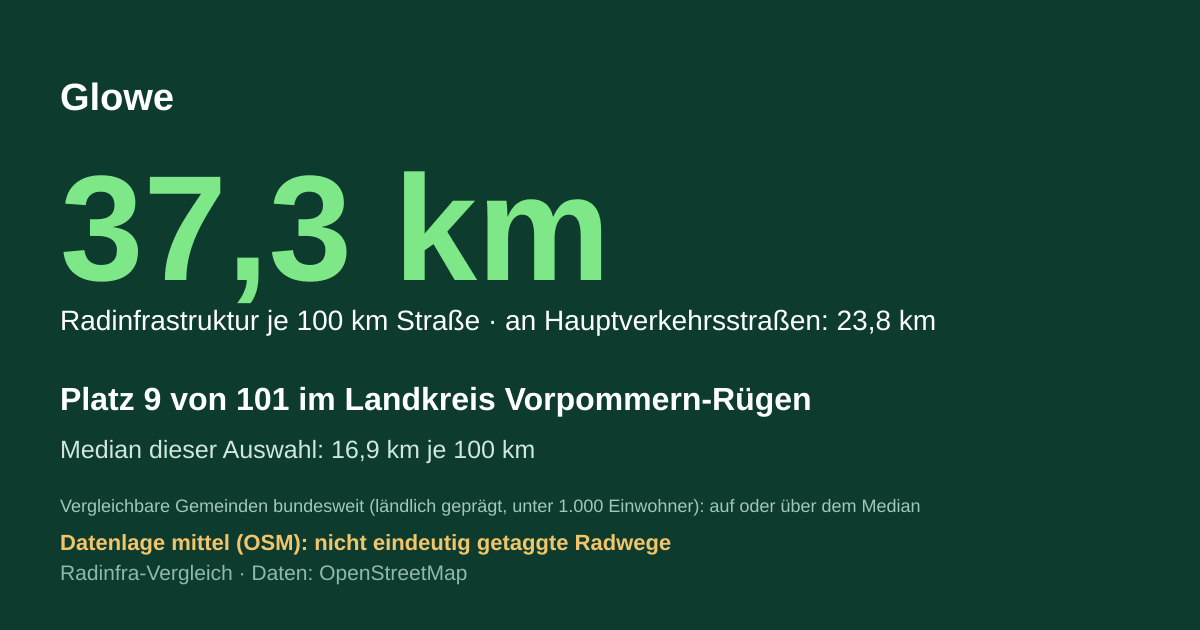 Glowe
37,3 km
Radinfrastruktur je 100 km Straße · an Hauptverkehrsstraßen: 23,8 km
Platz 9 von 101 im Landkreis Vorpommern-Rügen
Median dieser Auswahl: 16,9 km je 100 km
Vergleichbare Gemeinden bundesweit (ländlich geprägt, unter 1.000 Einwohner): auf oder über dem Median
Datenlage mittel (OSM): nicht eindeutig getaggte Radwege
Radinfra-Vergleich · Daten: OpenStreetMap